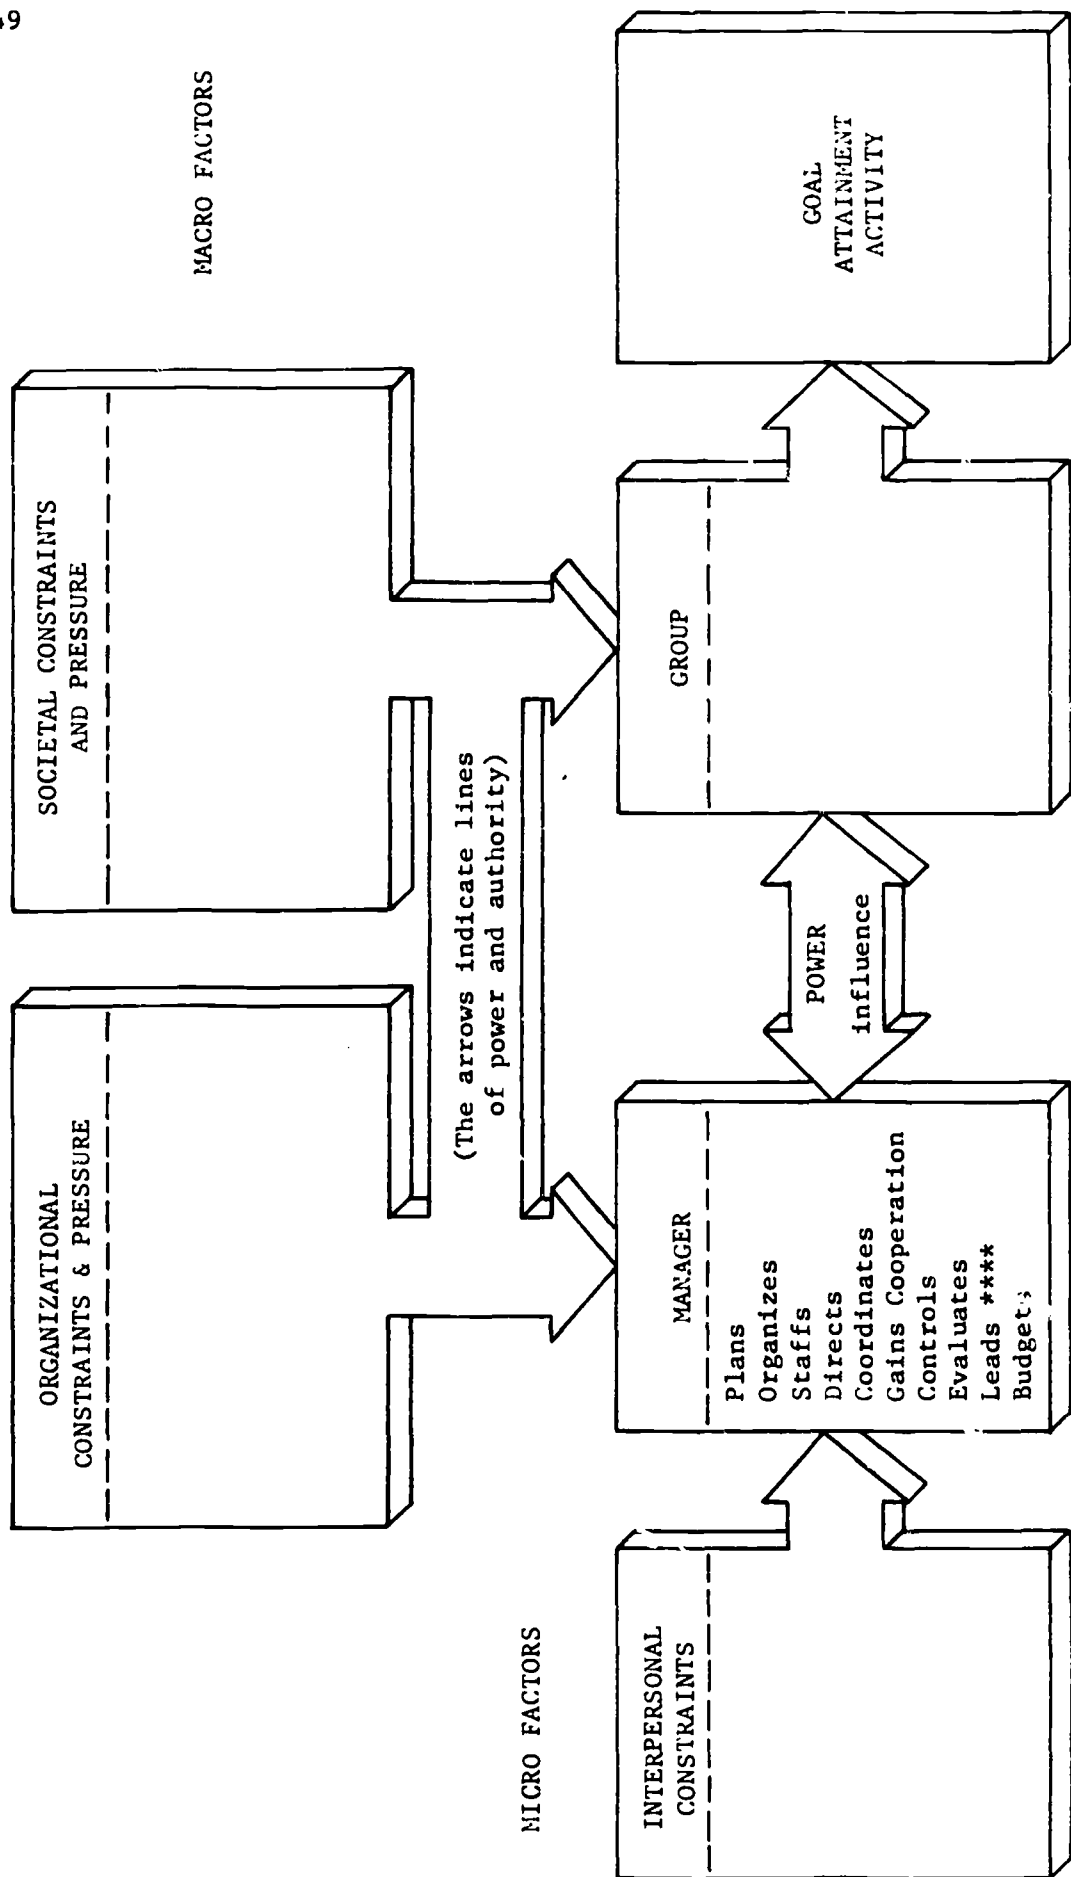 49
MACRO FACTORS
ORGANIZATIONAL
CONSTRAINTS & PRESSURE
SOCIETAL CONSTRAINTS
AND PRESSURE
(The arrows indicate lines
of power and authority)
MICRO FACTORS
INTERPERSONAL
CONSTRAINTS
MANAGER
Plans
Organizes
Staffs
Directs
Coordinates
Gains Cooperation
Controls
Evaluates
Leads ****
Budgets
POWER
influence
GROUP
GOAL
ATTAINMENT
ACTIVITY